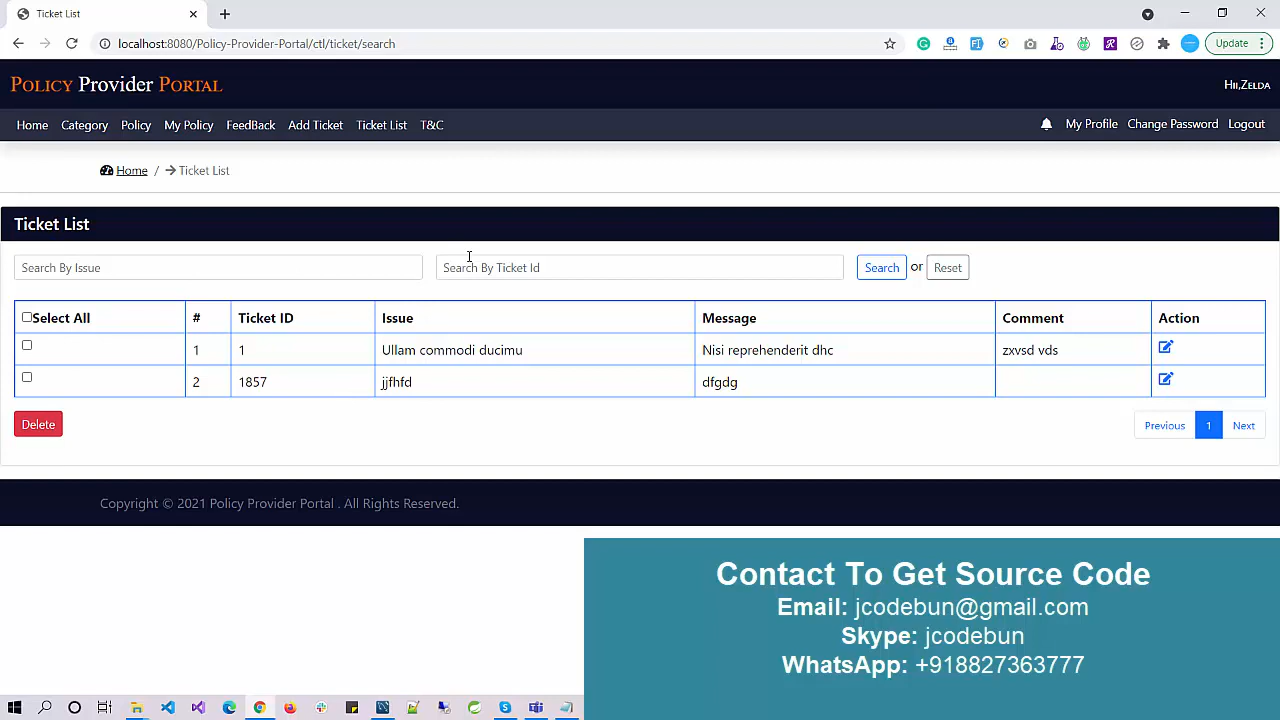 Ticket List
localhost:8080/Policy-Provider-Portal/ctl/ticket/search
Update
Policy Provider Portal
Hii,Zelda
Home Category Policy My Policy FeedBack Add Ticket Ticket List T&C
My Profile Change Password Logout
Home / Ticket List
Ticket List
Search By Issue Search By Ticket Id Search or Reset
Select All # Ticket ID Issue Message Comment Action
1 1 Ullam commodi ducimu Nisi reprehenderit dhc zxvsd vds
2 1857 jjfhfd dfgdg
Delete
Previous 1 Next
Copyright © 2021 Policy Provider Portal . All Rights Reserved.
Contact To Get Source Code
Email: jcodebun@gmail.com
Skype: jcodebun
WhatsApp: +918827363777